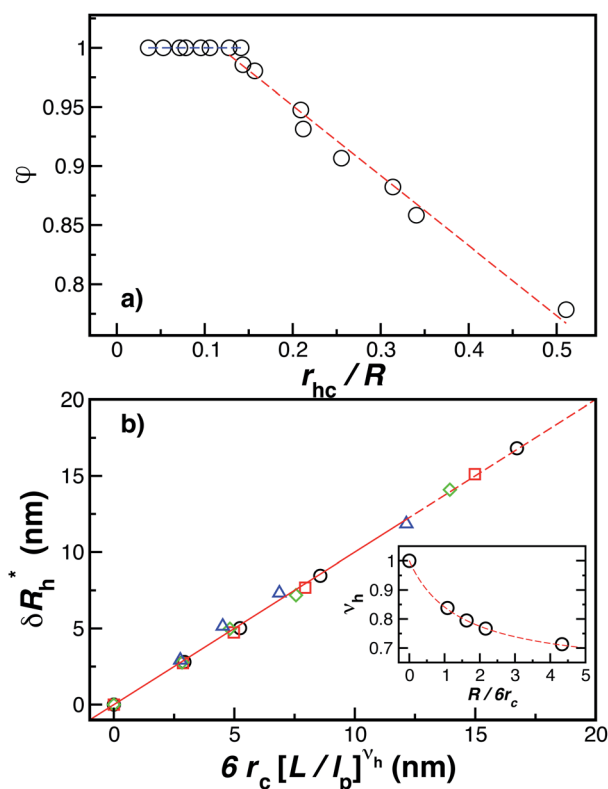 1
0.95
0.9
0.85
0.8
φ
a)
0 0.1 0.2 0.3 0.4 0.5
r_hc / R
20
15
10
5
0
δR_h^* (nm)
b)
1
0.9
0.8
0.7
ν_h
0 1 2 3 4 5
R / 6r_c
0 5 10 15 20
6 r_c [L / l_p]^ν_h (nm)